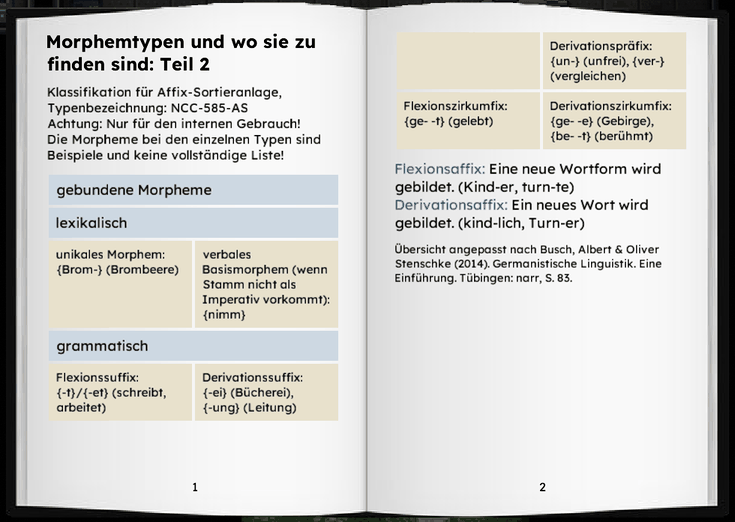 Morphemtypen und wo sie zu
finden sind: Teil 2
Klassifikation für Affix-Sortieranlage,
Typenbezeichnung: NCC-585-AS
Achtung: Nur für den internen Gebrauch!
Die Morpheme bei den einzelnen Typen sind
Beispiele und keine vollständige Liste!
gebundene Morpheme
lexikalisch
unikales Morphem:
{Brom-} (Brombeere)
verbales
Basismorphem (wenn
Stamm nicht als
Imperativ vorkommt):
{nimm}
grammatisch
Flexionssuffix:
{-t}/{-et} (schreibt,
arbeitet)
Derivationssuffix:
{-ei} (Bücherei),
{-ung} (Leitung)
1
Derivationspräfix:
{un-} (unfrei), {ver-}
(vergleichen)
Flexionszirkumfix:
{ge- -t} (gelebt)
Derivationszirkumfix:
{ge- -e} (Gebirge),
{be- -t} (berühmt)
Flexionsaffix: Eine neue Wortform wird
gebildet. (Kind-er, turn-te)
Derivationsaffix: Ein neues Wort wird
gebildet. (kind-lich, Turn-er)
Übersicht angepasst nach Busch, Albert & Oliver
Stenschke (2014). Germanistische Linguistik. Eine
Einführung. Tübingen: narr, S. 83.
2